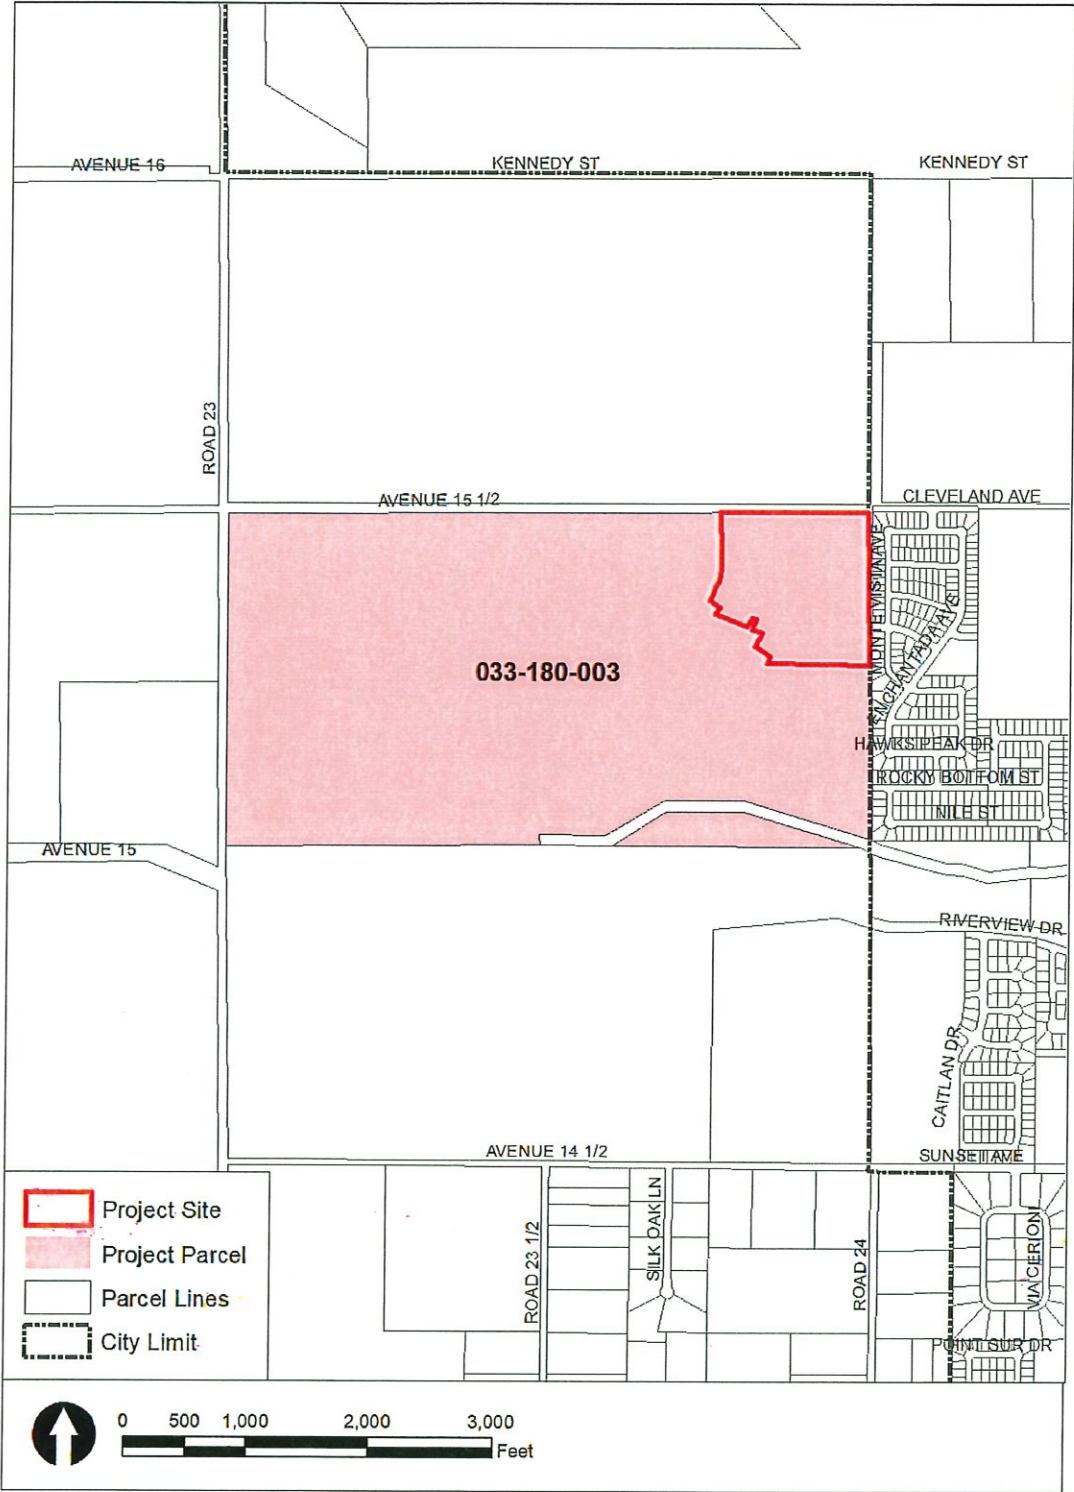 AVENUE 16
KENNEDY ST
KENNEDY ST
ROAD 23
AVENUE 15 1/2
CLEVELAND AVE
MONTE VISTA AVE
ENCHANTADA AVE
033-180-003
HAWKS PEAK DR
ROCKY BOTTOM ST
NILE ST
AVENUE 15
RIVERVIEW DR
CAITLAN DR
AVENUE 14 1/2
SUNSET AVE
ROAD 23 1/2
SILK OAK LN
ROAD 24
VIA CERIONI
POINT SUR DR
Project Site
Project Parcel
Parcel Lines
City Limit
0 500 1,000 2,000 3,000
Feet